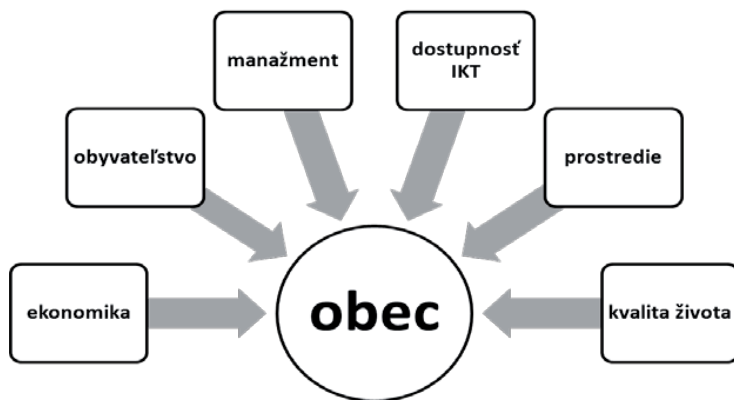 manažment
dostupnosť
IKT
obyvateľstvo
prostredie
ekonomika
obec
kvalita života